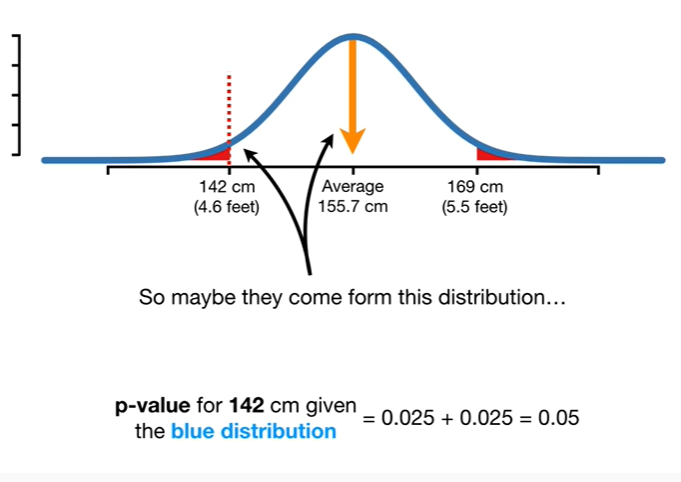 142 cm
(4.6 feet)
Average
155.7 cm
169 cm
(5.5 feet)
So maybe they come form this distribution...
p-value for 142 cm given
the blue distribution
= 0.025 + 0.025 = 0.05